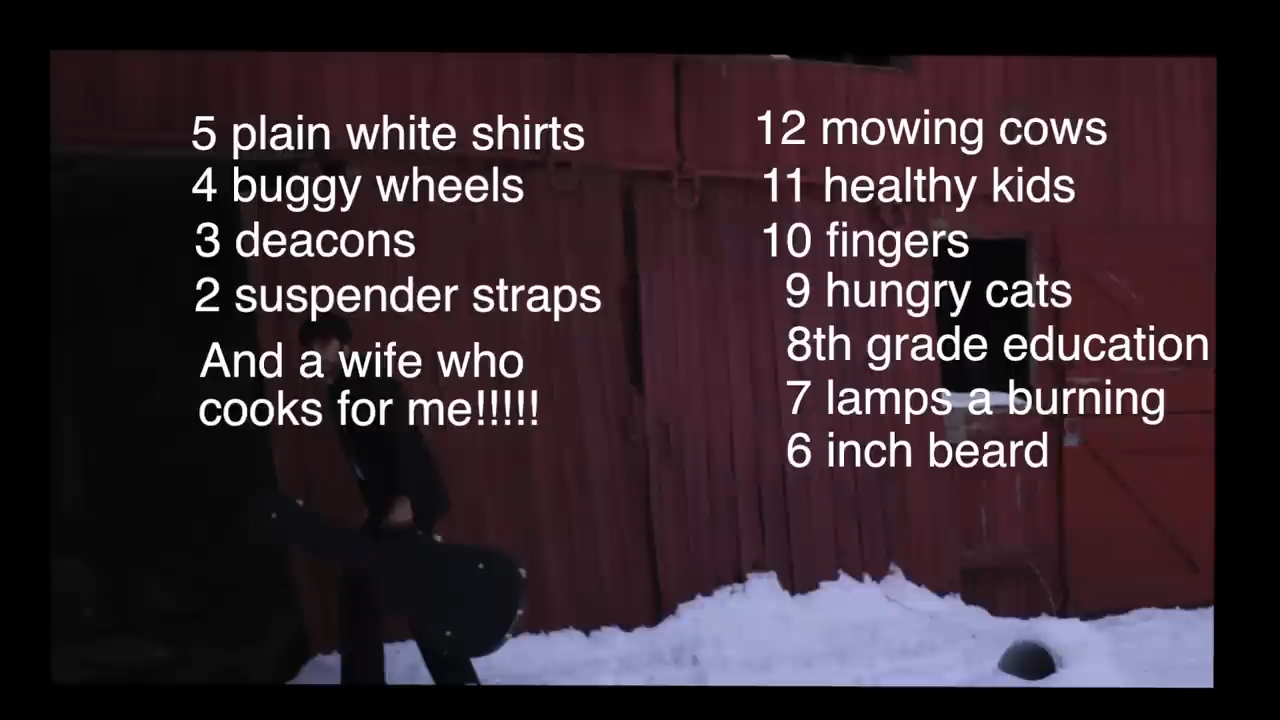 5 plain white shirts
4 buggy wheels
3 deacons
2 suspender straps
And a wife who
cooks for me!!!!!
12 mowing cows
11 healthy kids
10 fingers
9 hungry cats
8th grade education
7 lamps a burning
6 inch beard